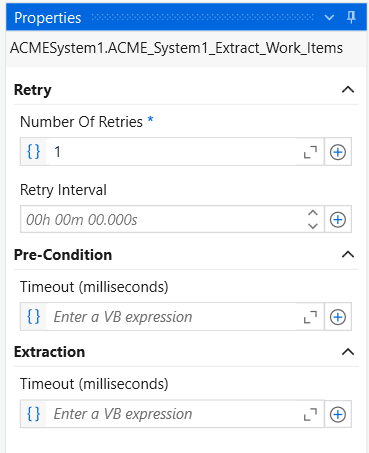 Properties
ACMESystem1.ACME_System1_Extract_Work_Items
Retry
Number Of Retries *
{} 1
Retry Interval
00h 00m 00.000s
Pre-Condition
Timeout (milliseconds)
{} Enter a VB expression
Extraction
Timeout (milliseconds)
{} Enter a VB expression